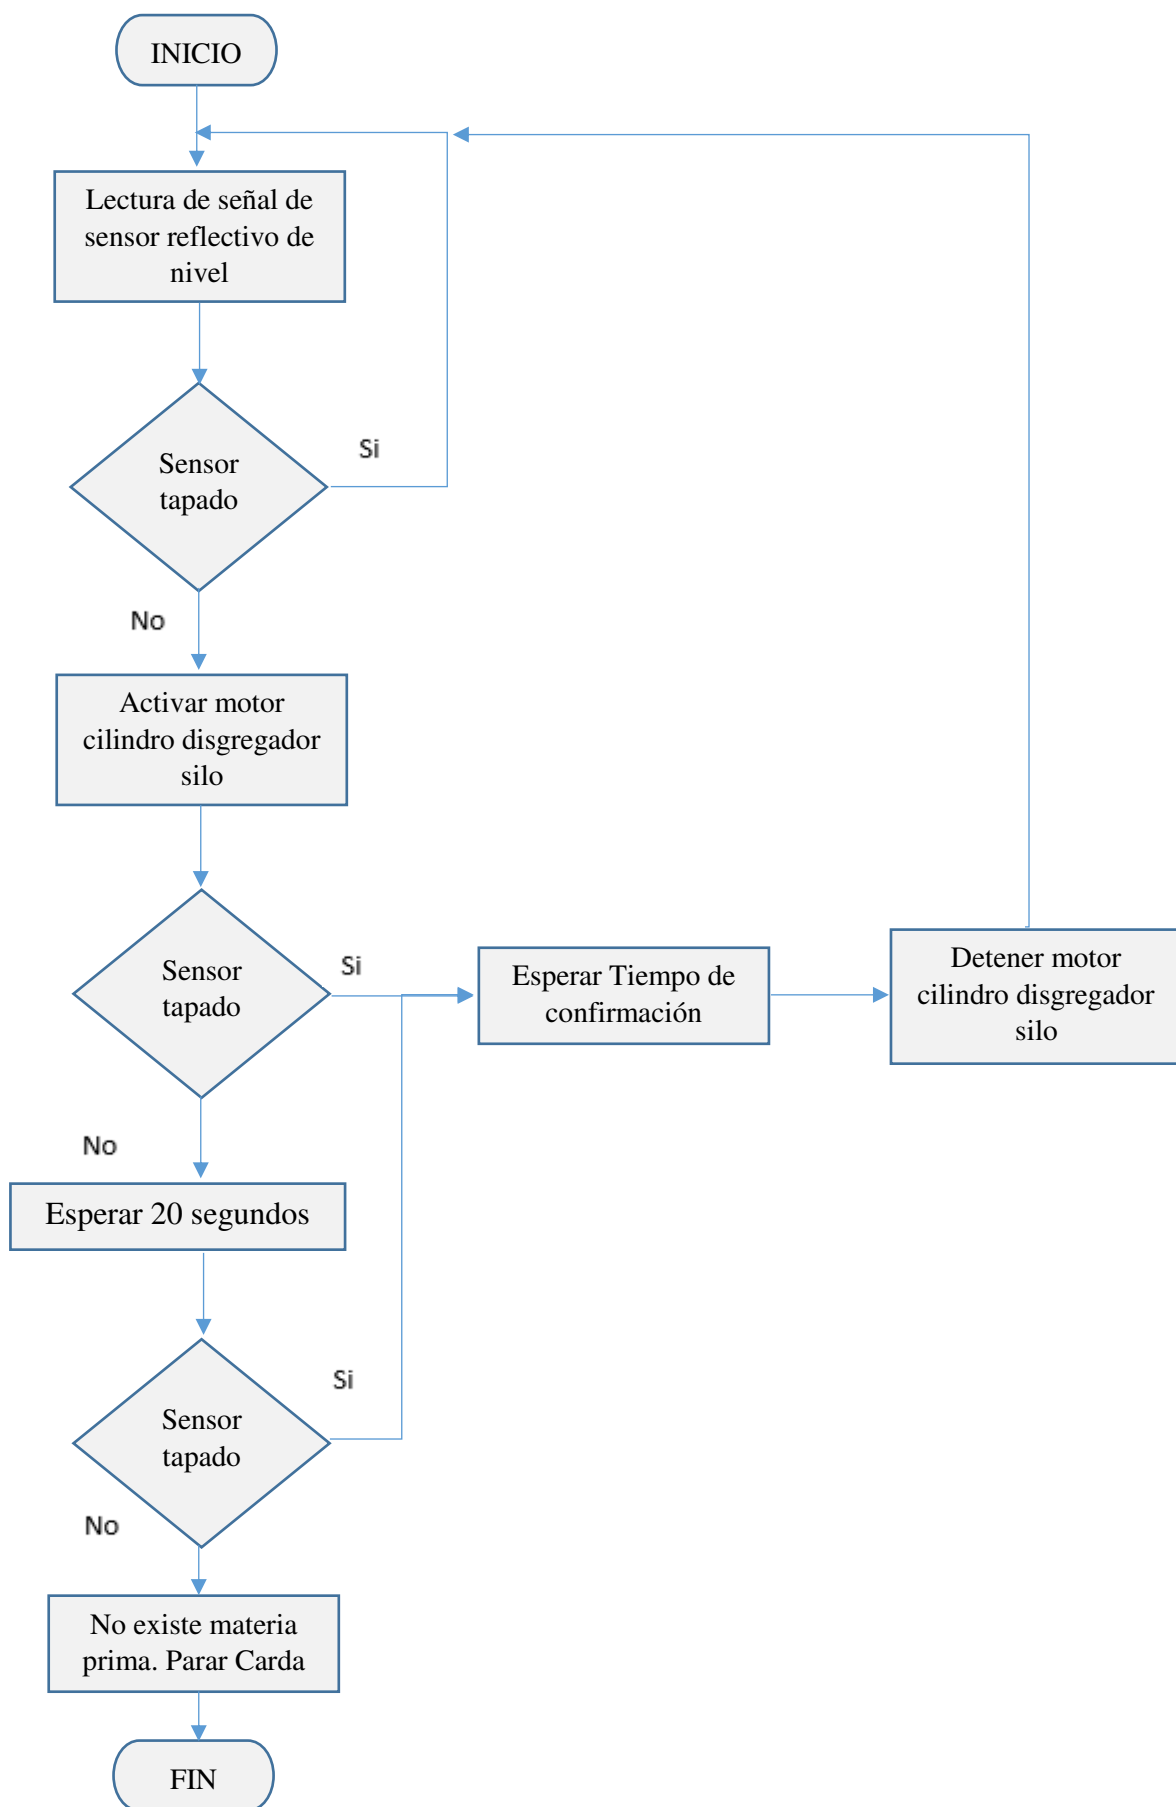 INICIO
Lectura de señal de
sensor reflectivo de
nivel
Sensor
tapado
Si
No
Activar motor
cilindro disgregador
silo
Sensor
tapado
Si
Esperar Tiempo de
confirmación
Detener motor
cilindro disgregador
silo
No
Esperar 20 segundos
Sensor
tapado
Si
No
No existe materia
prima. Parar Carda
FIN